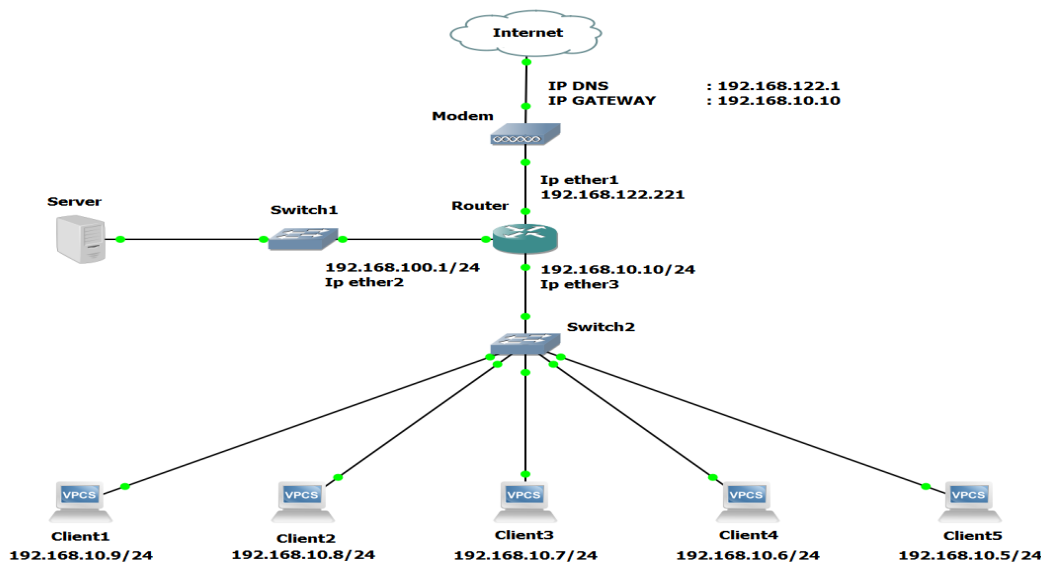 Internet
IP DNS : 192.168.122.1
IP GATEWAY : 192.168.10.10
Modem
Ip ether1
192.168.122.221
Server
Switch1
Router
192.168.100.1/24
Ip ether2
192.168.10.10/24
Ip ether3
Switch2
VPCS
VPCS
VPCS
VPCS
VPCS
Client1
192.168.10.9/24
Client2
192.168.10.8/24
Client3
192.168.10.7/24
Client4
192.168.10.6/24
Client5
192.168.10.5/24